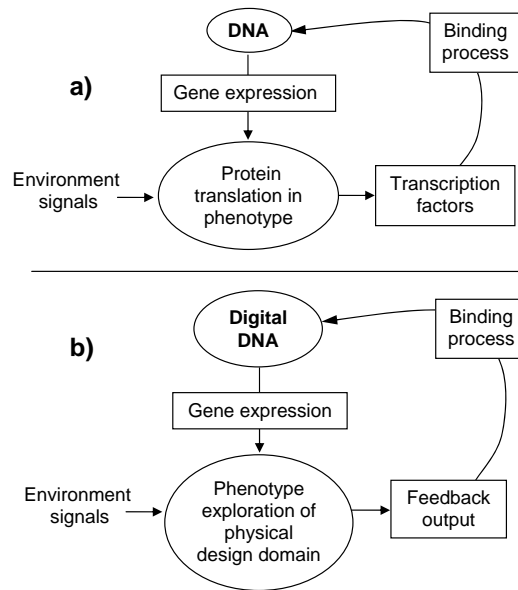 DNA
Binding
process
a)
Gene expression
Environment
signals
Protein
translation in
phenotype
Transcription
factors
Digital
DNA
Binding
process
b)
Gene expression
Environment
signals
Phenotype
exploration of
physical
design domain
Feedback
output